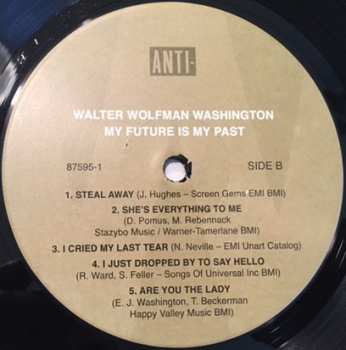 ANTI-
WALTER WOLFMAN WASHINGTON
MY FUTURE IS MY PAST
87595-1 SIDE B
1. STEAL AWAY (J. Hughes – Screen Gems EMI BMI)
2. SHE'S EVERYTHING TO ME
(D. Pomus, M. Rebennack
Stazybo Music / Warner-Tamerlane BMI)
3. I CRIED MY LAST TEAR (N. Neville – EMI Unart Catalog)
4. I JUST DROPPED BY TO SAY HELLO
(R. Ward, S. Feller – Songs Of Universal Inc BMI)
5. ARE YOU THE LADY
(E. J. Washington, T. Beckerman
Happy Valley Music BMI)